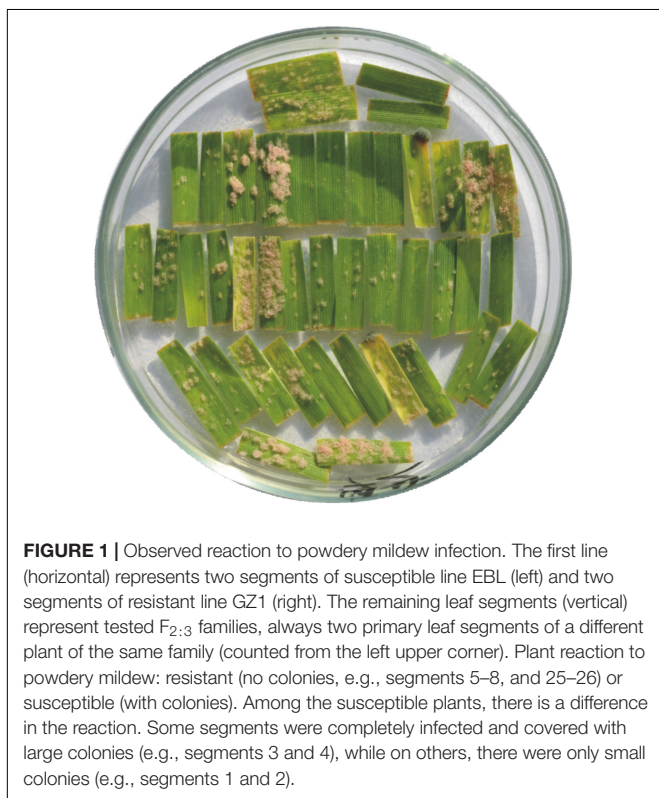 FIGURE 1 | Observed reaction to powdery mildew infection. The first line
(horizontal) represents two segments of susceptible line EBL (left) and two
segments of resistant line GZ1 (right). The remaining leaf segments (vertical)
represent tested F2:3 families, always two primary leaf segments of a different
plant of the same family (counted from the left upper corner). Plant reaction to
powdery mildew: resistant (no colonies, e.g., segments 5–8, and 25–26) or
susceptible (with colonies). Among the susceptible plants, there is a difference
in the reaction. Some segments were completely infected and covered with
large colonies (e.g., segments 3 and 4), while on others, there were only small
colonies (e.g., segments 1 and 2).